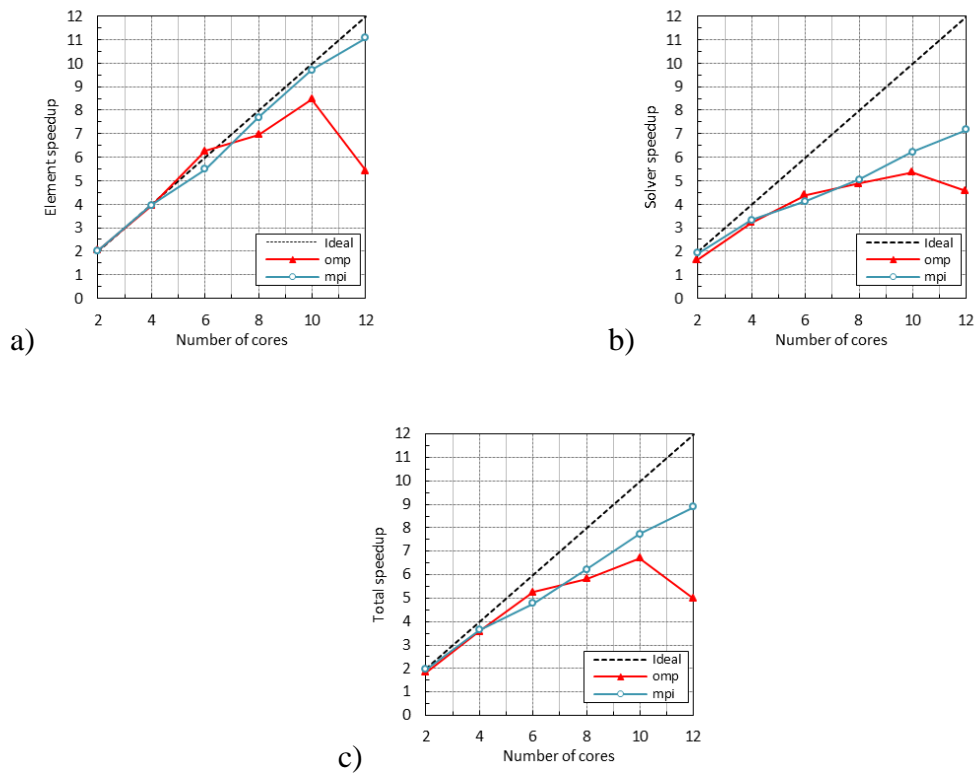 12
11
10
9
8
7
6
5
4
3
2
1
0
Element speedup
Ideal
omp
mpi
2 4 6 8 10 12
Number of cores
a)
12
11
10
9
8
7
6
5
4
3
2
1
0
Solver speedup
Ideal
omp
mpi
2 4 6 8 10 12
Number of cores
b)
12
11
10
9
8
7
6
5
4
3
2
1
0
Total speedup
Ideal
omp
mpi
2 4 6 8 10 12
Number of cores
c)